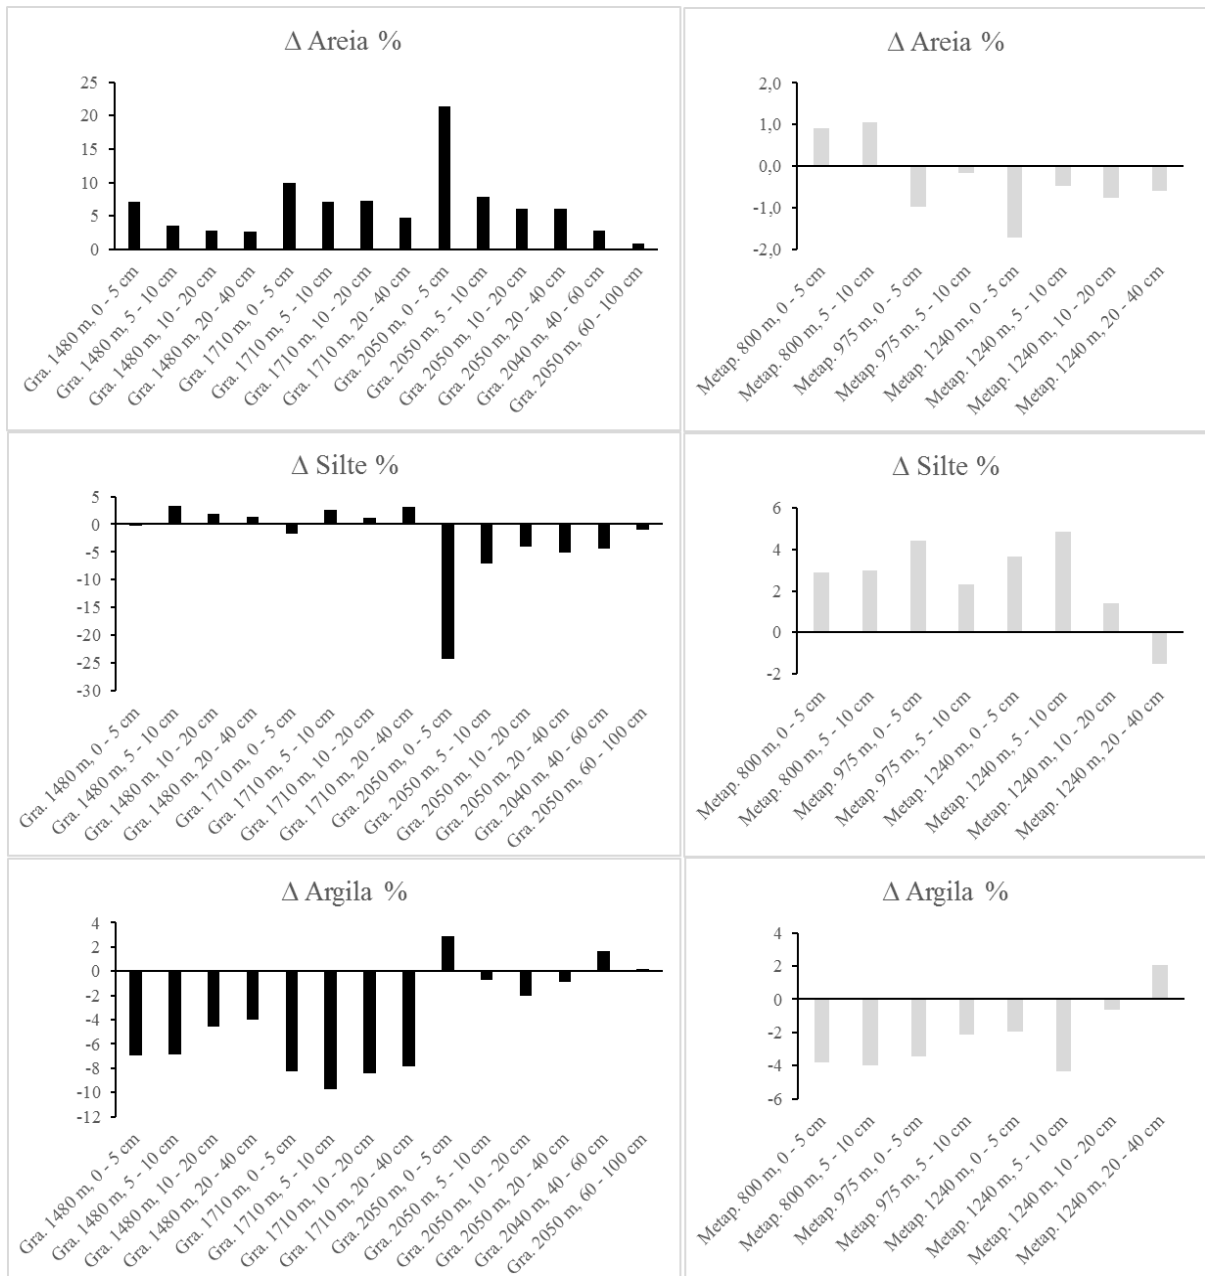 Δ Areia %
25
20
15
10
5
0
Gra. 1480 m, 0 - 5 cm
Gra. 1480 m, 5 - 10 cm
Gra. 1480 m, 10 - 20 cm
Gra. 1480 m, 20 - 40 cm
Gra. 1710 m, 0 - 5 cm
Gra. 1710 m, 5 - 10 cm
Gra. 1710 m, 10 - 20 cm
Gra. 1710 m, 20 - 40 cm
Gra. 2050 m, 0 - 5 cm
Gra. 2050 m, 5 - 10 cm
Gra. 2050 m, 10 - 20 cm
Gra. 2050 m, 20 - 40 cm
Gra. 2040 m, 40 - 60 cm
Gra. 2050 m, 60 - 100 cm
Δ Areia %
2,0
1,0
0,0
-1,0
-2,0
Metap. 800 m, 0 - 5 cm
Metap. 800 m, 5 - 10 cm
Metap. 975 m, 0 - 5 cm
Metap. 975 m, 5 - 10 cm
Metap. 1240 m, 0 - 5 cm
Metap. 1240 m, 5 - 10 cm
Metap. 1240 m, 10 - 20 cm
Metap. 1240 m, 20 - 40 cm
Δ Silte %
5
0
-5
-10
-15
-20
-25
-30
Gra. 1480 m, 0 - 5 cm
Gra. 1480 m, 5 - 10 cm
Gra. 1480 m, 10 - 20 cm
Gra. 1480 m, 20 - 40 cm
Gra. 1710 m, 0 - 5 cm
Gra. 1710 m, 5 - 10 cm
Gra. 1710 m, 10 - 20 cm
Gra. 1710 m, 20 - 40 cm
Gra. 2050 m, 0 - 5 cm
Gra. 2050 m, 5 - 10 cm
Gra. 2050 m, 10 - 20 cm
Gra. 2050 m, 20 - 40 cm
Gra. 2040 m, 40 - 60 cm
Gra. 2050 m, 60 - 100 cm
Δ Silte %
6
4
2
0
-2
Metap. 800 m, 0 - 5 cm
Metap. 800 m, 5 - 10 cm
Metap. 975 m, 0 - 5 cm
Metap. 975 m, 5 - 10 cm
Metap. 1240 m, 0 - 5 cm
Metap. 1240 m, 5 - 10 cm
Metap. 1240 m, 10 - 20 cm
Metap. 1240 m, 20 - 40 cm
Δ Argila %
4
2
0
-2
-4
-6
-8
-10
-12
Gra. 1480 m, 0 - 5 cm
Gra. 1480 m, 5 - 10 cm
Gra. 1480 m, 10 - 20 cm
Gra. 1480 m, 20 - 40 cm
Gra. 1710 m, 0 - 5 cm
Gra. 1710 m, 5 - 10 cm
Gra. 1710 m, 10 - 20 cm
Gra. 1710 m, 20 - 40 cm
Gra. 2050 m, 0 - 5 cm
Gra. 2050 m, 5 - 10 cm
Gra. 2050 m, 10 - 20 cm
Gra. 2050 m, 20 - 40 cm
Gra. 2040 m, 40 - 60 cm
Gra. 2050 m, 60 - 100 cm
Δ Argila %
4
2
0
-2
-4
-6
Metap. 800 m, 0 - 5 cm
Metap. 800 m, 5 - 10 cm
Metap. 975 m, 0 - 5 cm
Metap. 975 m, 5 - 10 cm
Metap. 1240 m, 0 - 5 cm
Metap. 1240 m, 5 - 10 cm
Metap. 1240 m, 10 - 20 cm
Metap. 1240 m, 20 - 40 cm